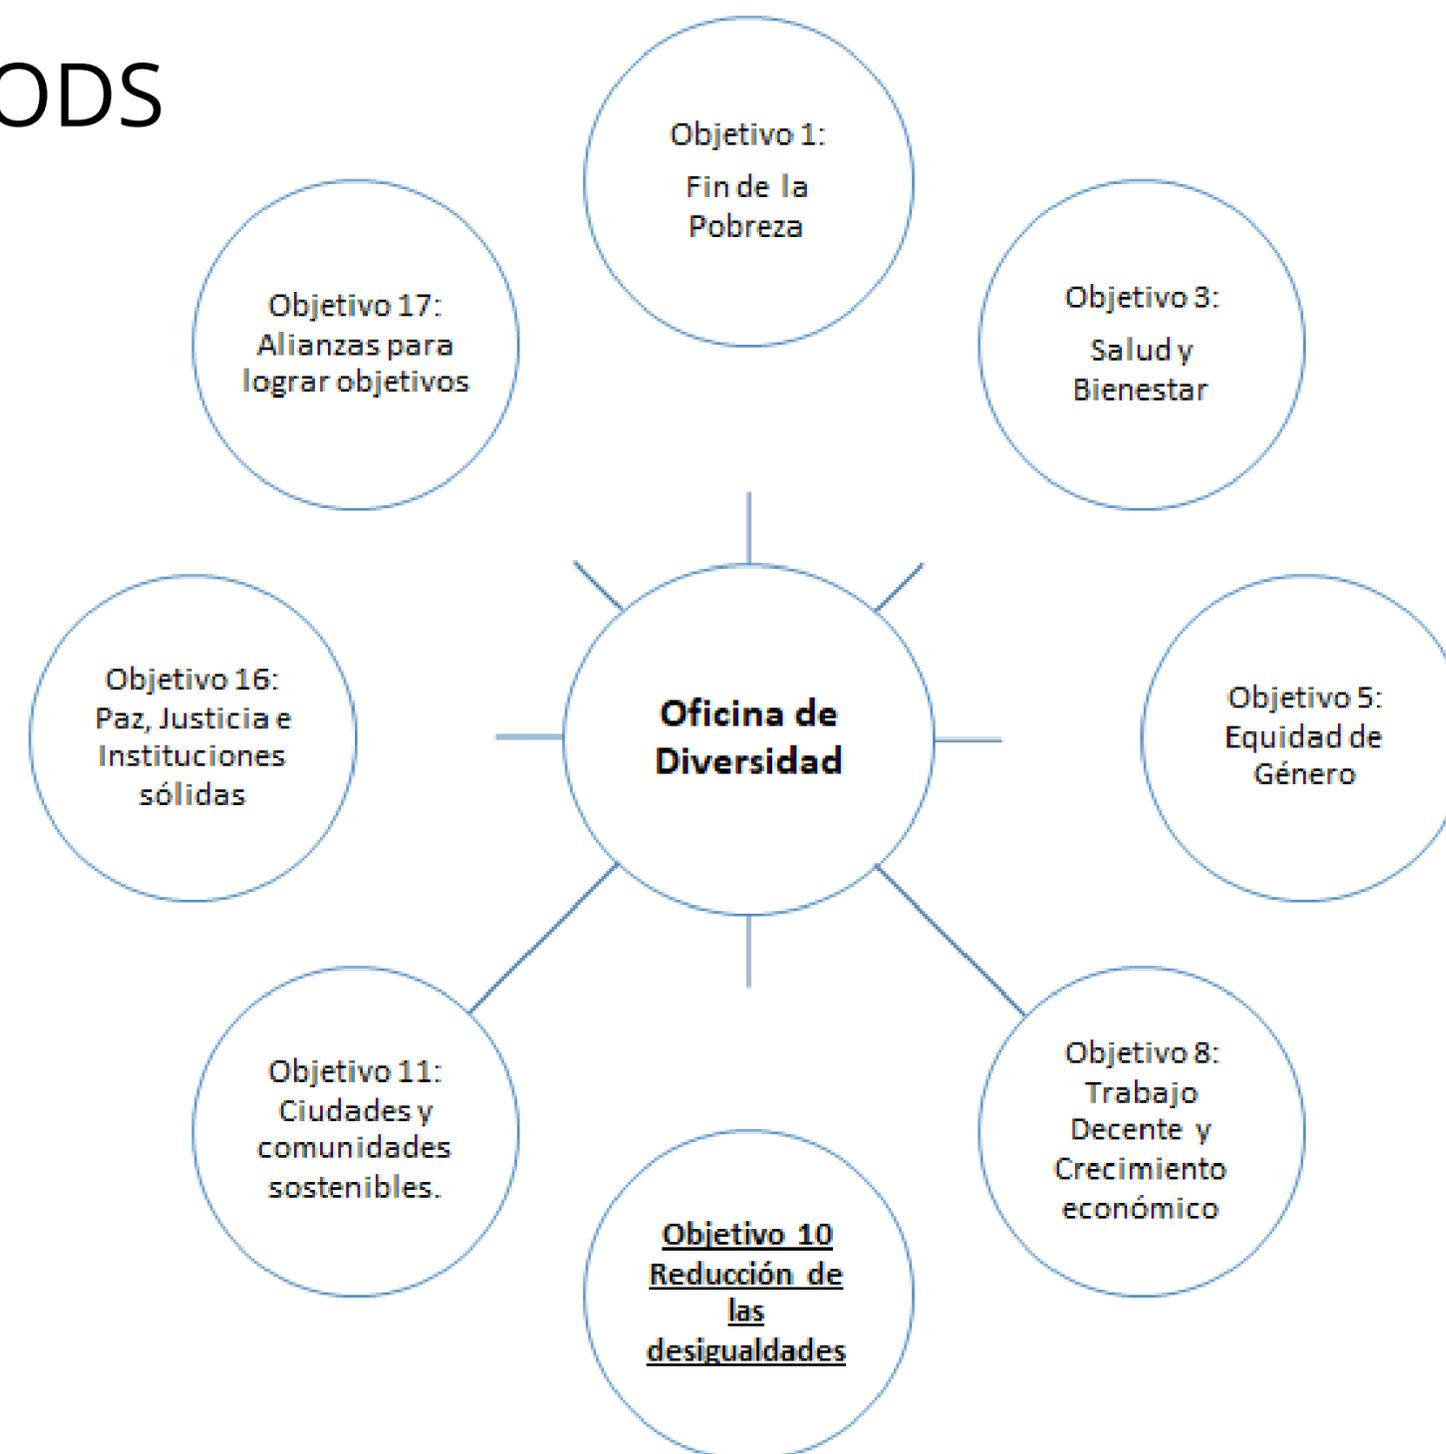 ODS
Objetivo 1:
Fin de la
Pobreza
Objetivo 3:
Salud y
Bienestar
Objetivo 5:
Equidad de
Género
Objetivo 8:
Trabajo
Decente y
Crecimiento
económico
Objetivo 10
Reducción de
las
desigualdades
Objetivo 11:
Ciudades y
comunidades
sostenibles.
Objetivo 16:
Paz, Justicia e
Instituciones
sólidas
Objetivo 17:
Alianzas para
lograr objetivos
Oficina de
Diversidad